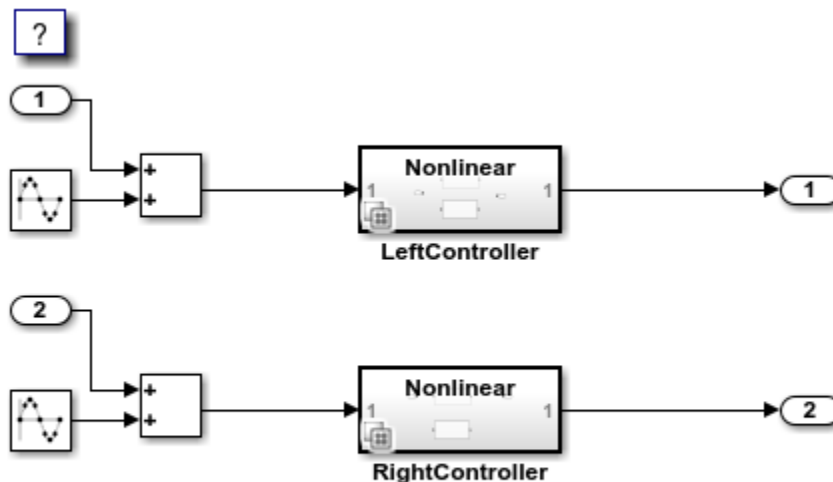 ?
1
+
+
Nonlinear
1 1
1
LeftController
2
+
+
Nonlinear
1 1
2
RightController